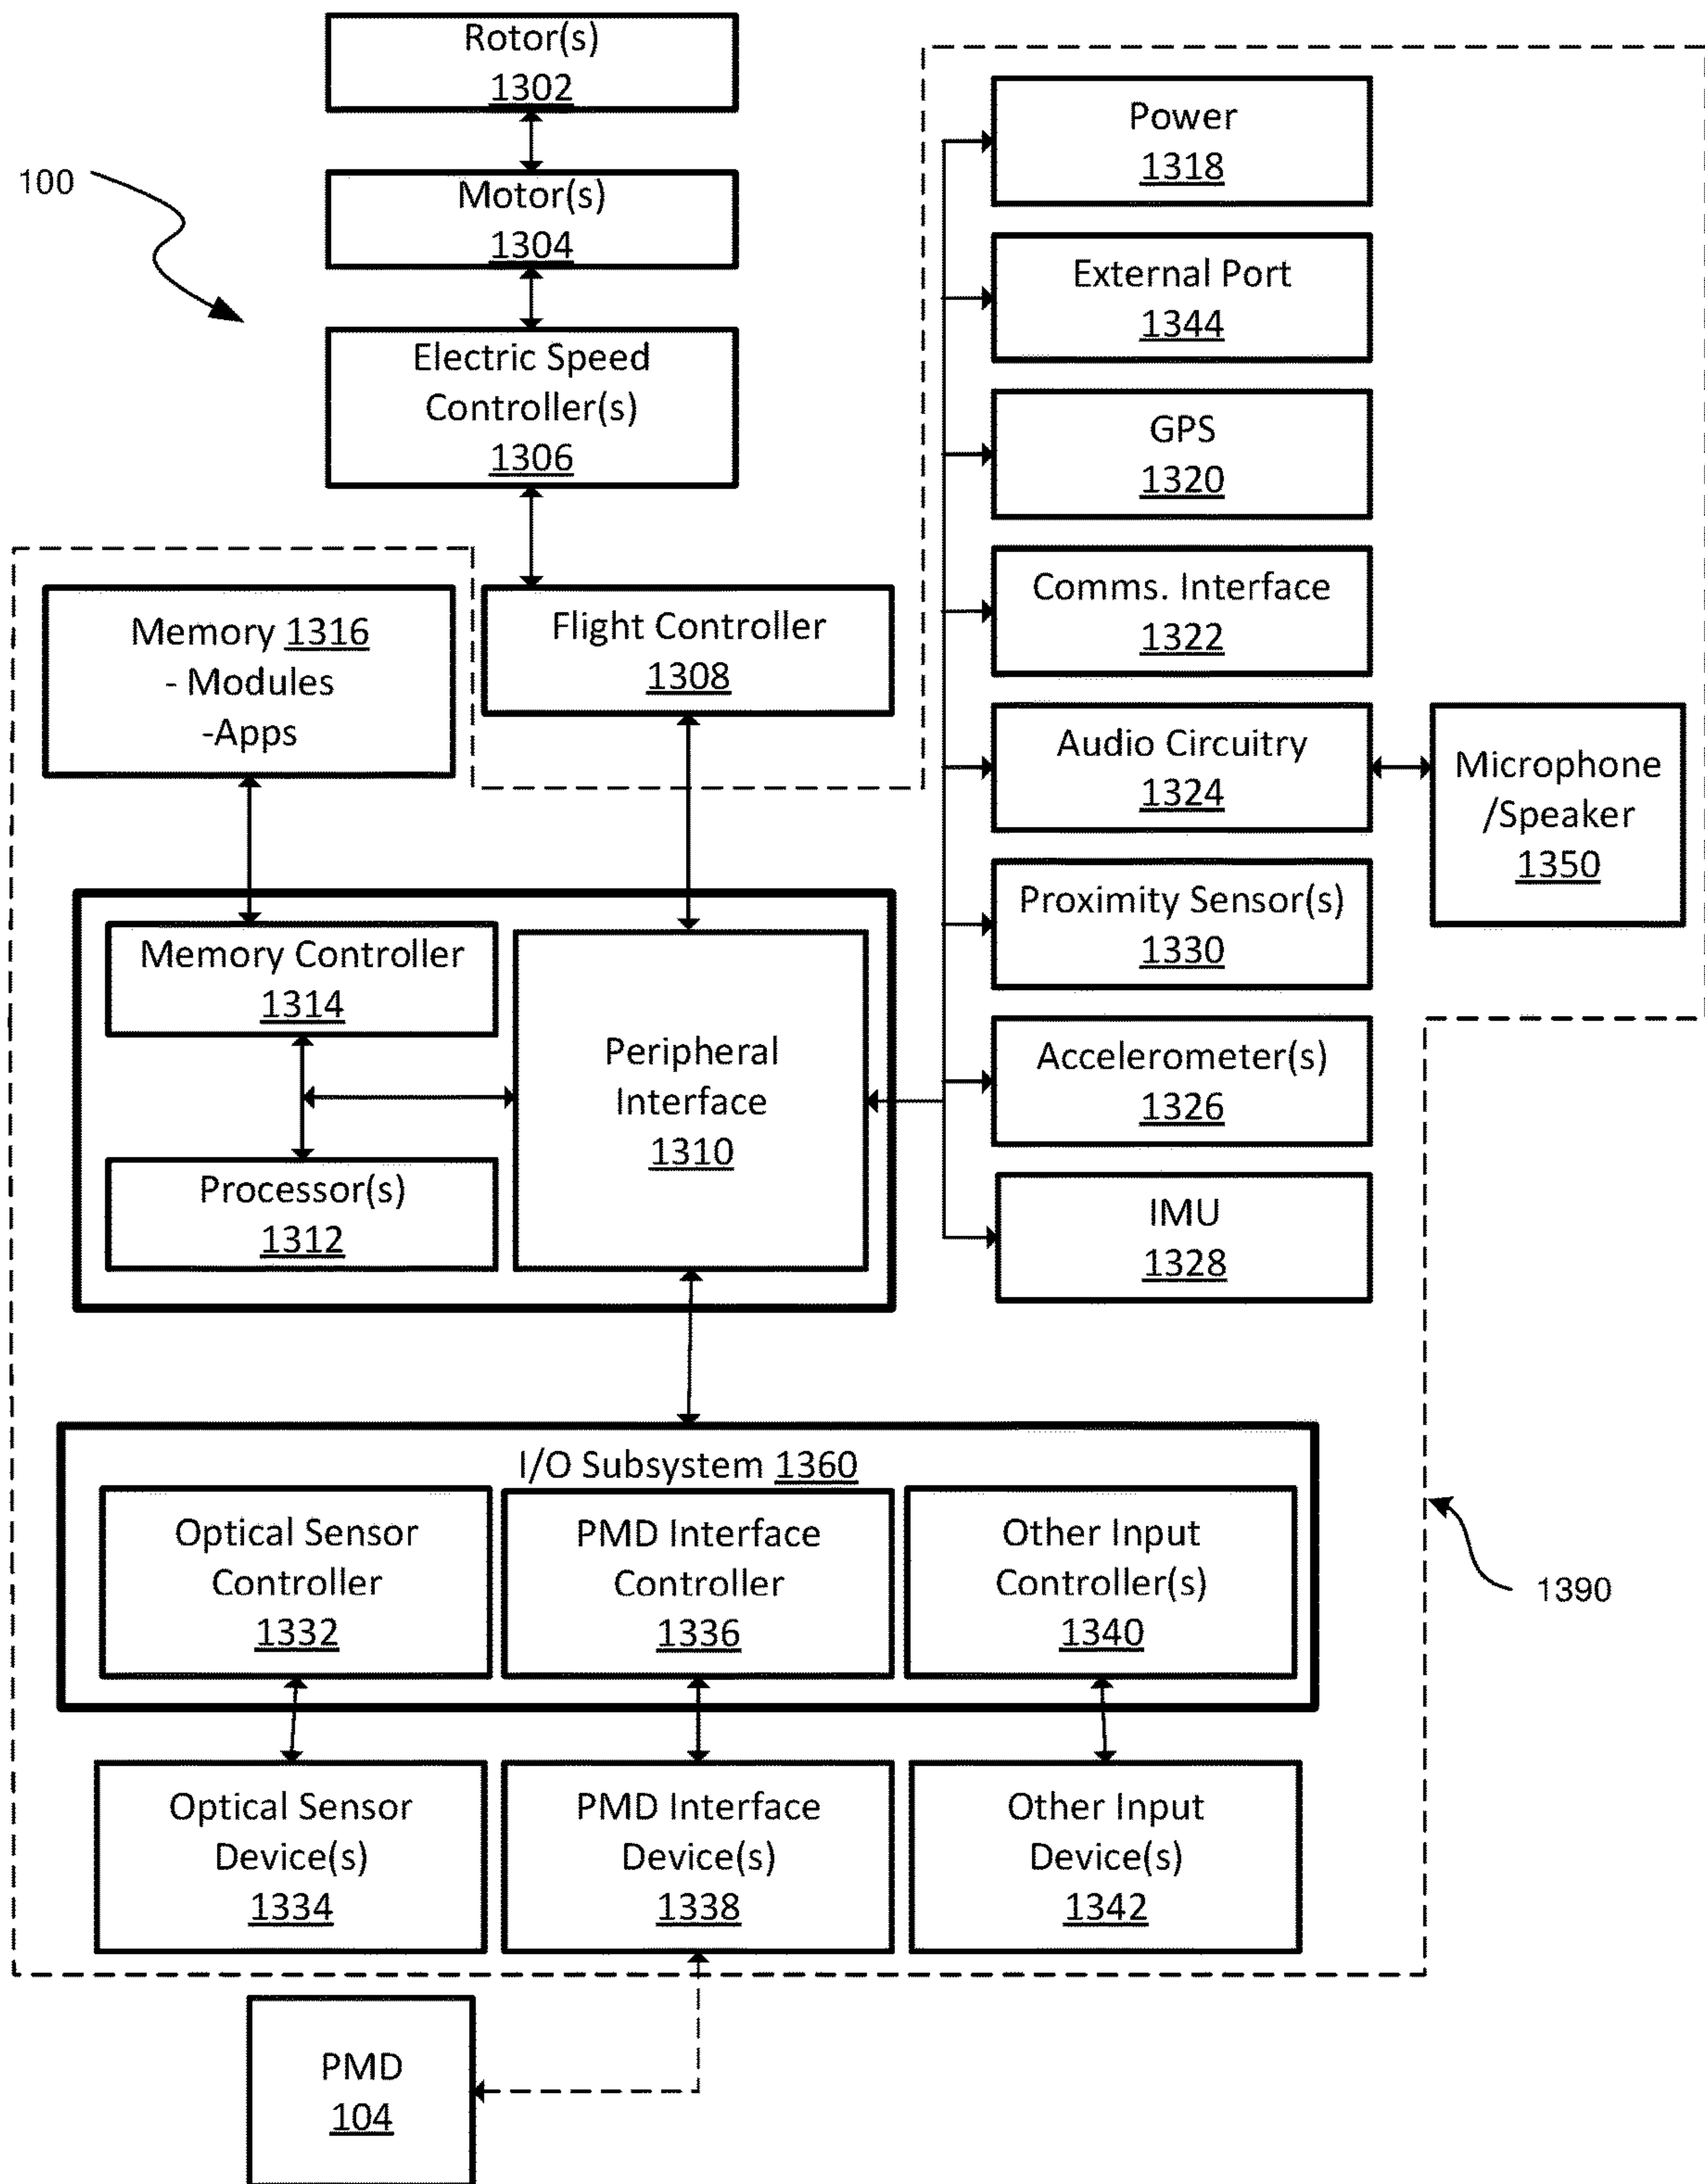 Rotor(s)
1302
100
Motor(s)
1304
Electric Speed
Controller(s)
1306
Flight Controller
1308
Memory 1316
- Modules
-Apps
Memory Controller
1314
Processor(s)
1312
Peripheral
Interface
1310
Power
1318
External Port
1344
GPS
1320
Comms. Interface
1322
Audio Circuitry
1324
Microphone
/Speaker
1350
Proximity Sensor(s)
1330
Accelerometer(s)
1326
IMU
1328
I/O Subsystem 1360
Optical Sensor
Controller
1332
PMD Interface
Controller
1336
Other Input
Controller(s)
1340
1390
Optical Sensor
Device(s)
1334
PMD Interface
Device(s)
1338
Other Input
Device(s)
1342
PMD
104